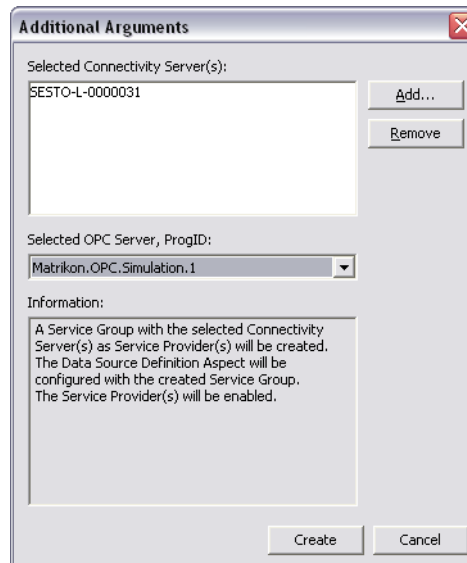 Additional Arguments
Selected Connectivity Server(s):
SESTO-L-0000031
Add...
Remove
Selected OPC Server, ProgID:
Matrikon.OPC.Simulation.1
Information:
A Service Group with the selected Connectivity
Server(s) as Service Provider(s) will be created.
The Data Source Definition Aspect will be
configured with the created Service Group.
The Service Provider(s) will be enabled.
Create
Cancel